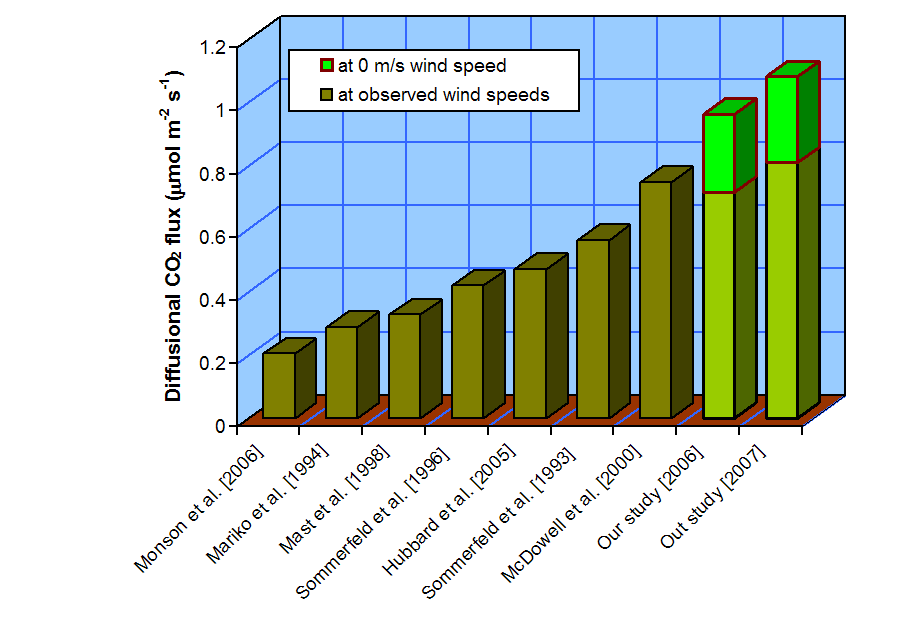 1.2
1
0.8
0.6
0.4
0.2
0
Diffusional CO₂ flux (μmol m⁻² s⁻¹)
at 0 m/s wind speed
at observed wind speeds
Monson et al. [2006]
Mariko et al. [1994]
Mast et al. [1998]
Sommerfeld et al. [1996]
Hubbard et al. [2005]
Sommerfeld et al. [1993]
McDowell et al. [2000]
Our study [2006]
Out study [2007]